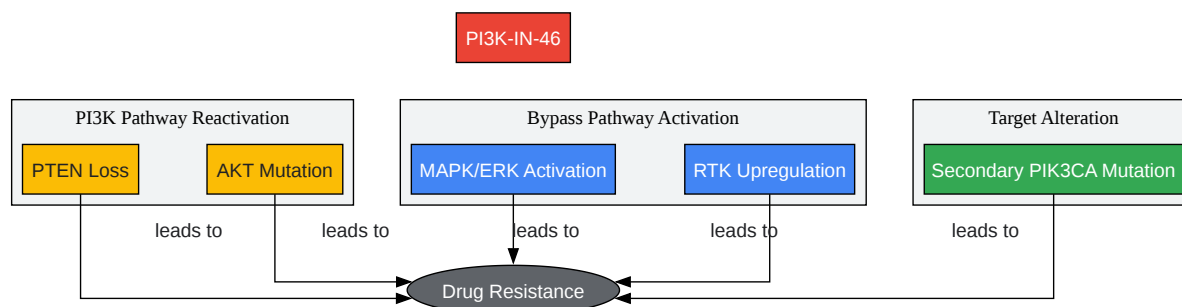 PI3K-IN-46
PI3K Pathway Reactivation
Bypass Pathway Activation
Target Alteration
PTEN Loss
AKT Mutation
MAPK/ERK Activation
RTK Upregulation
Secondary PIK3CA Mutation
leads to
leads to
leads to
leads to
leads to
Drug Resistance